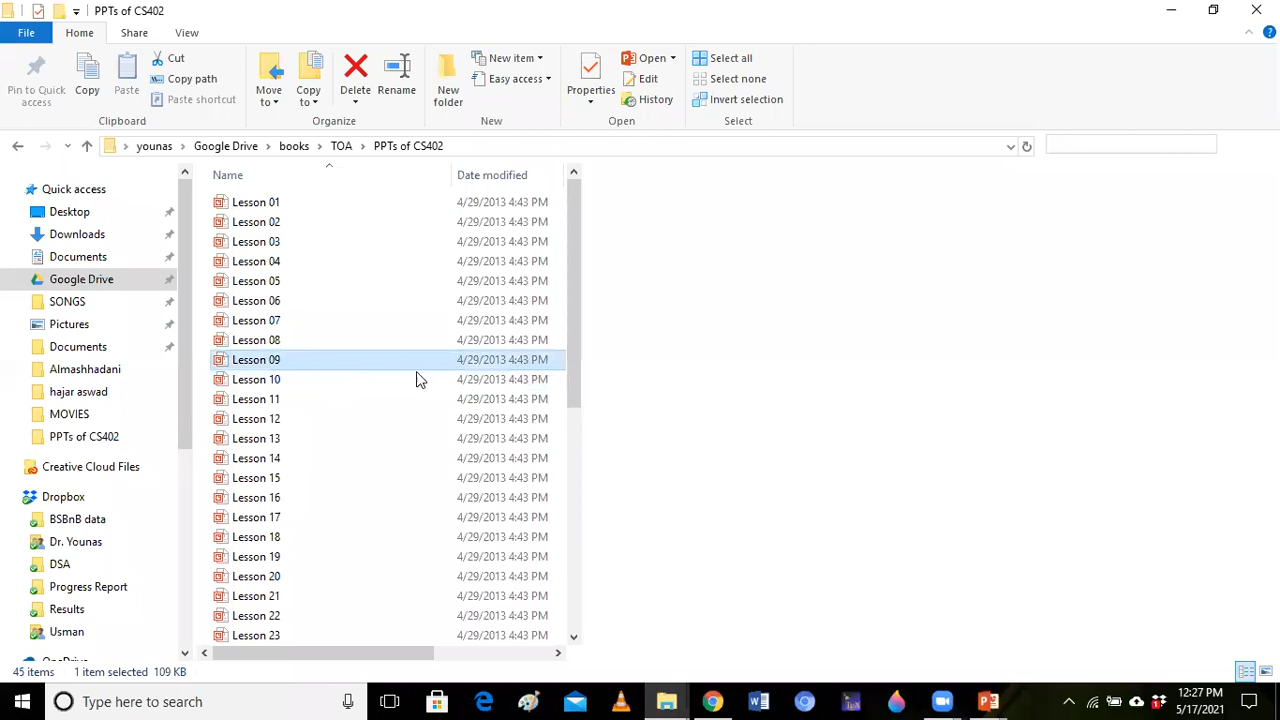 PPTs of CS402
File Home Share View
Pin to Quick access
Copy
Paste
Cut
Copy path
Paste shortcut
Clipboard
Move to
Copy to
Delete
Rename
Organize
New folder
New item
Easy access
New
Properties
Open
Edit
History
Open
Select all
Select none
Invert selection
Select
younas Google Drive books TOA PPTs of CS402
Quick access
Desktop
Downloads
Documents
Google Drive
SONGS
Pictures
Documents
Almashhadani
hajar aswad
MOVIES
PPTs of CS402
Creative Cloud Files
Dropbox
BSBnB data
Dr. Younas
DSA
Progress Report
Results
Usman
Name Date modified
Lesson 01 4/29/2013 4:43 PM
Lesson 02 4/29/2013 4:43 PM
Lesson 03 4/29/2013 4:43 PM
Lesson 04 4/29/2013 4:43 PM
Lesson 05 4/29/2013 4:43 PM
Lesson 06 4/29/2013 4:43 PM
Lesson 07 4/29/2013 4:43 PM
Lesson 08 4/29/2013 4:43 PM
Lesson 09 4/29/2013 4:43 PM
Lesson 10 4/29/2013 4:43 PM
Lesson 11 4/29/2013 4:43 PM
Lesson 12 4/29/2013 4:43 PM
Lesson 13 4/29/2013 4:43 PM
Lesson 14 4/29/2013 4:43 PM
Lesson 15 4/29/2013 4:43 PM
Lesson 16 4/29/2013 4:43 PM
Lesson 17 4/29/2013 4:43 PM
Lesson 18 4/29/2013 4:43 PM
Lesson 19 4/29/2013 4:43 PM
Lesson 20 4/29/2013 4:43 PM
Lesson 21 4/29/2013 4:43 PM
Lesson 22 4/29/2013 4:43 PM
Lesson 23 4/29/2013 4:43 PM
45 items 1 item selected 109 KB
Type here to search
12:27 PM
5/17/2021